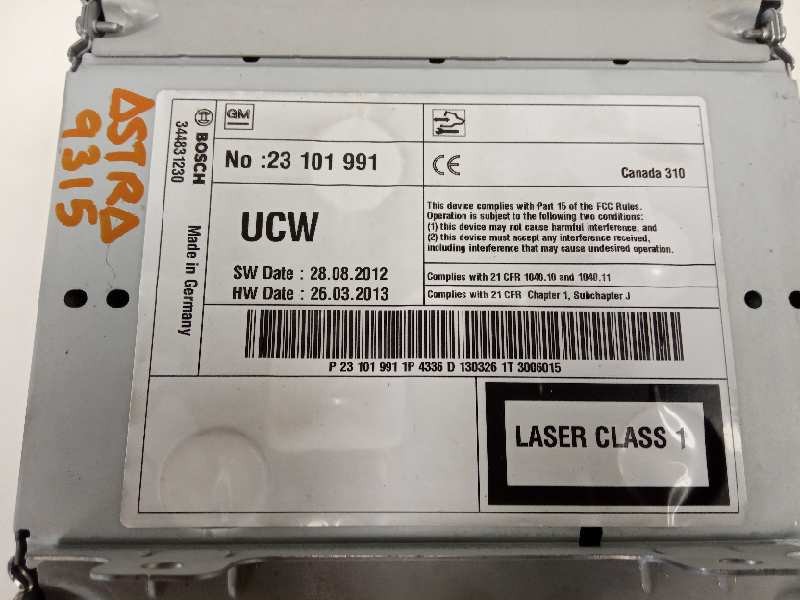 ASTRA
9315
BOSCH
344831230
Made in Germany
GM
No :23 101 991
UCW
SW Date : 28.08.2012
HW Date : 26.03.2013
CE
Canada 310
This device complies with Part 15 of the FCC Rules.
Operation is subject to the following two conditions:
(1) this device may not cause harmful interference, and
(2) this device must accept any interference received,
including interference that may cause undesired operation.
Complies with 21 CFR 1040.10 and 1040.11
Complies with 21 CFR Chapter 1, Subchapter J
P 23 101 991 1P 4336 D 130326 1T 3006015
LASER CLASS 1